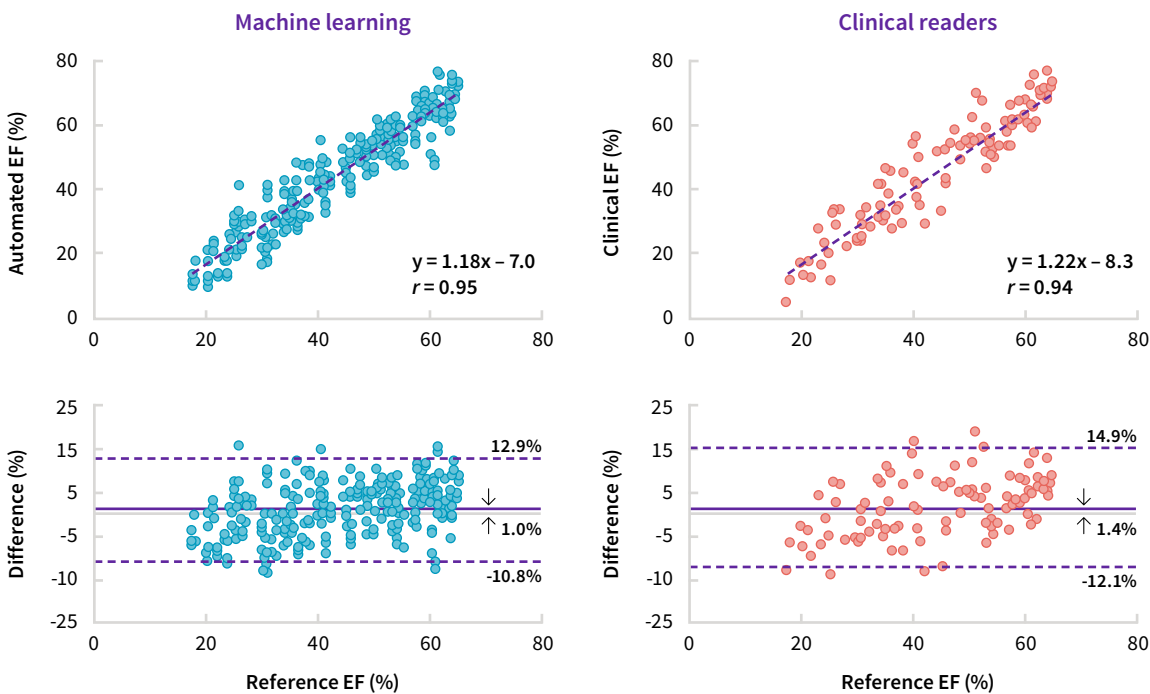 Machine learning
Automated EF (%)
80
60
40
20
0
y = 1.18x – 7.0
r = 0.95
0 20 40 60 80
Clinical readers
Clinical EF (%)
80
60
40
20
0
y = 1.22x – 8.3
r = 0.94
0 20 40 60 80
Difference (%)
25
15
5
-5
-10
-25
12.9%
1.0%
-10.8%
0 20 40 60 80
Reference EF (%)
Difference (%)
25
15
5
-5
-10
-25
14.9%
1.4%
-12.1%
0 20 40 60 80
Reference EF (%)